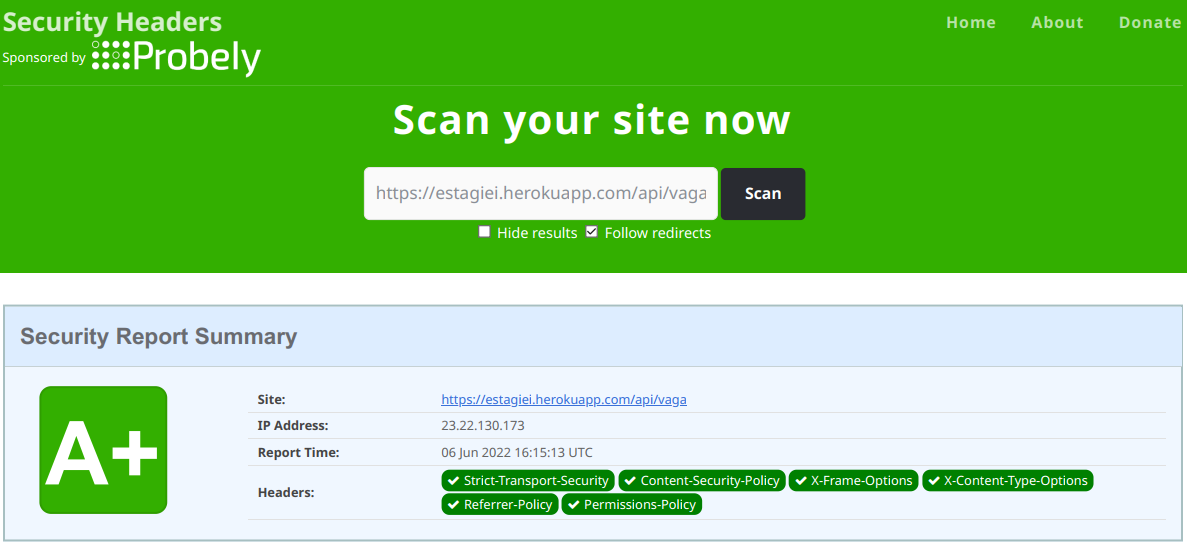 Security Headers
Home About Donate
Sponsored by Probely
Scan your site now
https://estagiei.herokuapp.com/api/vaga Scan
Hide results Follow redirects
Security Report Summary
A+
Site: https://estagiei.herokuapp.com/api/vaga
IP Address: 23.22.130.173
Report Time: 06 Jun 2022 16:15:13 UTC
Headers: ✓ Strict-Transport-Security ✓ Content-Security-Policy ✓ X-Frame-Options ✓ X-Content-Type-Options
✓ Referrer-Policy ✓ Permissions-Policy